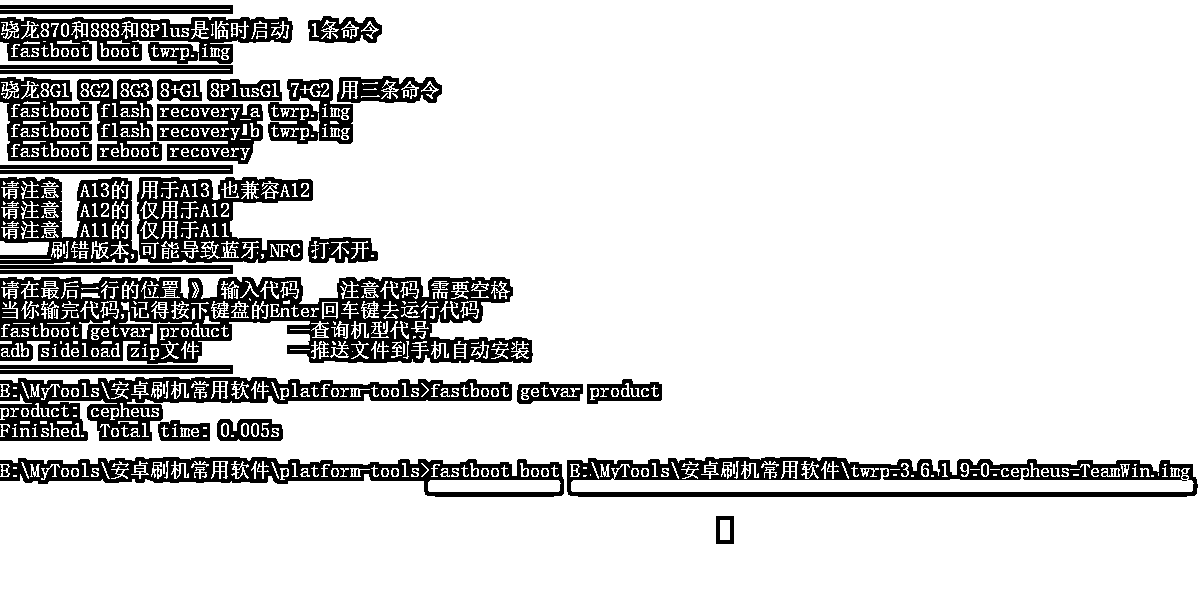 骁龙870和888和8Plus是临时启动 1条命令
fastboot boot twrp.img
骁龙8G1 8G2 8G3 8+G1 8PlusG1 7+G2 用三条命令
fastboot flash recovery_a twrp.img
fastboot flash recovery_b twrp.img
fastboot reboot recovery
请注意 A13的 用于A13 也兼容A12
请注意 A12的 仅用于A12
请注意 A11的 仅用于A11
刷错版本,可能导致蓝牙,NFC 打不开.
请在最后一行的位置 》 输入代码 注意代码 需要空格
当你输完代码,记得按下键盘的Enter回车键去运行代码
fastboot getvar product —查询机型代号
adb sideload zip文件 —推送文件到手机自动安装
E:\MyTools\安卓刷机常用软件\platform-tools>fastboot getvar product
product: cepheus
Finished. Total time: 0.005s
E:\MyTools\安卓刷机常用软件\platform-tools>fastboot boot E:\MyTools\安卓刷机常用软件\twrp-3.6.1_9-0-cepheus-TeamWin.img